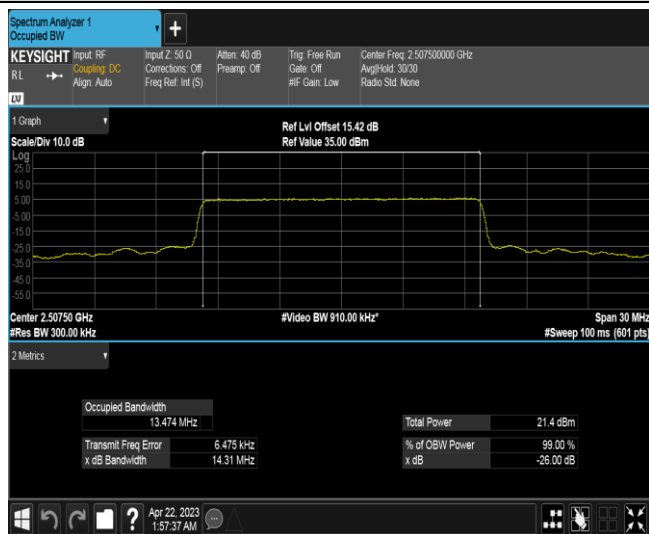 Spectrum Analyzer 1
Occupied BW
+
KEYSIGHT
RL
LXI
Input: RF
Coupling: DC
Align: Auto
Input Z: 50 Ω
Corrections: Off
Freq Ref: Int (S)
Atten: 40 dB
Preamp: Off
Trig: Free Run
Gate: Off
#IF Gain: Low
Center Freq: 2.507500000 GHz
Avg|Hold: 30/30
Radio Std: None
1 Graph
Scale/Div 10.0 dB
Ref Lvl Offset 15.42 dB
Ref Value 35.00 dBm
Log
25.0
15.0
5.00
-5.00
-15.0
-25.0
-35.0
-45.0
-55.0
Center 2.50750 GHz
#Res BW 300.00 kHz
#Video BW 910.00 kHz*
Span 30 MHz
#Sweep 100 ms (601 pts)
2 Metrics
Occupied Bandwidth
13.474 MHz
Total Power 21.4 dBm
Transmit Freq Error 6.475 kHz
% of OBW Power 99.00 %
x dB Bandwidth 14.31 MHz
x dB -26.00 dB
?
Apr 22, 2023
1:57:37 AM